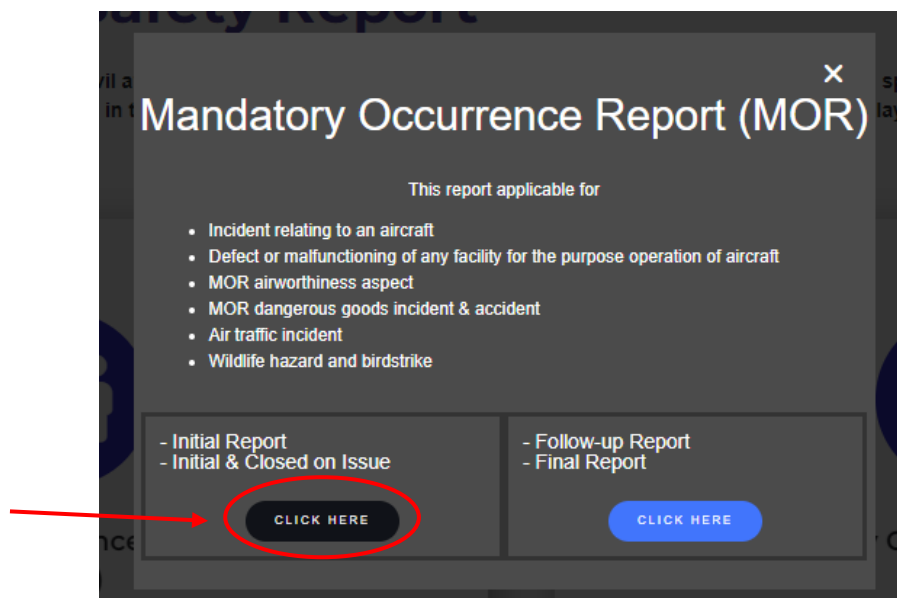 Safety Report
×
Mandatory Occurrence Report (MOR)
This report applicable for
• Incident relating to an aircraft
• Defect or malfunctioning of any facility for the purpose operation of aircraft
• MOR airworthiness aspect
• MOR dangerous goods incident & accident
• Air traffic incident
• Wildlife hazard and birdstrike
- Initial Report
- Initial & Closed on Issue
CLICK HERE
- Follow-up Report
- Final Report
CLICK HERE